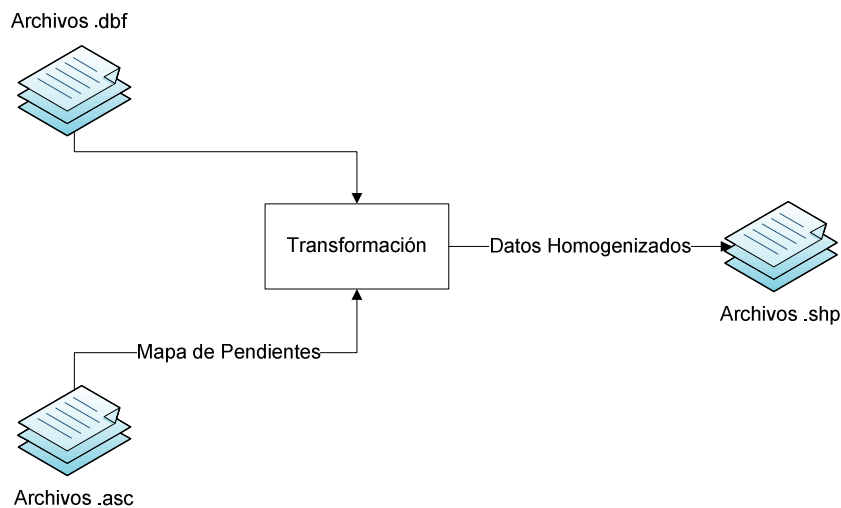 Archivos .dbf
Transformación
Datos Homogenizados
Archivos .shp
Mapa de Pendientes
Archivos .asc